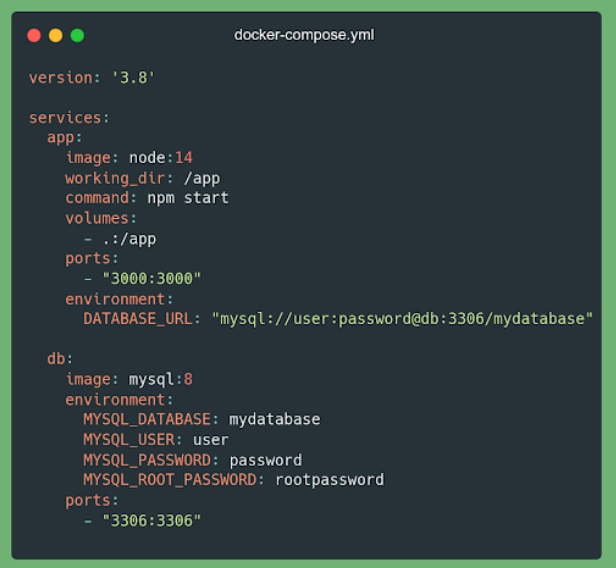 docker-compose.yml
version: '3.8'
services:
app:
image: node:14
working_dir: /app
command: npm start
volumes:
- .:/app
ports:
- "3000:3000"
environment:
DATABASE_URL: "mysql://user:password@db:3306/mydatabase"
db:
image: mysql:8
environment:
MYSQL_DATABASE: mydatabase
MYSQL_USER: user
MYSQL_PASSWORD: password
MYSQL_ROOT_PASSWORD: rootpassword
ports:
- "3306:3306"